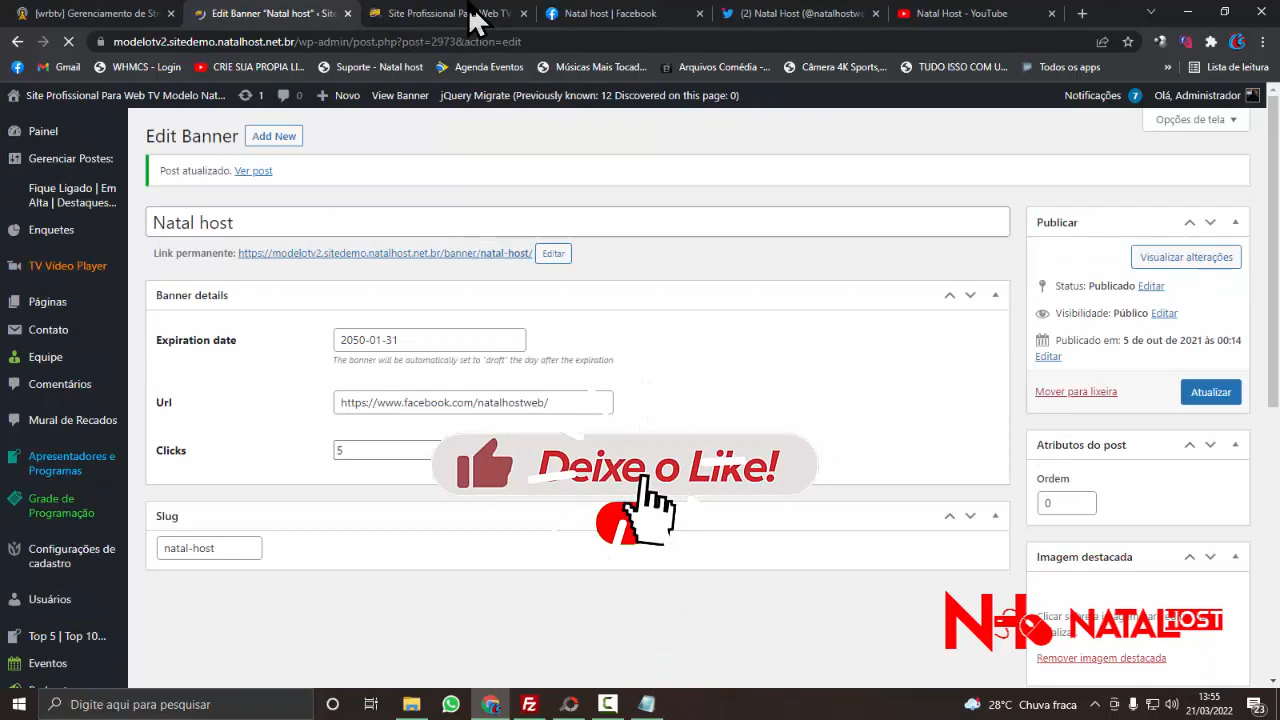 [wrbtv] Gerenciamento de St
Edit Banner "Natal host" ‹ s
Site Profissional Para Web TV
Natal host | Facebook
(2) Natal Host (@natalhostwe
Natal Host - YouTube
modelotv2.sitedemo.natalhost.net.br/wp-admin/post.php?post=2973&action=edit
Gmail
WHMCS - Login
CRIE SUA PROPIA LI...
Suporte - Natal host
Agenda Eventos
Músicas Mais Tocad...
Arquivos Comédia -...
Câmera 4K Sports,...
TUDO ISSO COM U...
Todos os apps
»
Lista de leitura
Site Profissional Para Web TV Modelo Nat...
1
0
Novo
View Banner
jQuery Migrate (Previously known: 12 Discovered on this page: 0)
Notificações 7
Olá, Administrador
Opções de tela
Painel
Gerenciar Postes:
Fique Ligado | Em
Alta | Destaques...
Enquetes
TV Vídeo Player
Páginas
Contato
Equipe
Comentários
Mural de Recados
Apresentadores e
Programas
Grade de
Programação
Configurações de
cadastro
Usuários
Top 5 | Top 10...
Eventos
Edit Banner
Add New
Post atualizado. Ver post
Natal host
Link permanente: https://modelotv2.sitedemo.natalhost.net.br/banner/natal-host/
Editar
Banner details
Expiration date
2050-01-31
The banner will be automatically set to "draft" the day after the expiration
Url
https://www.facebook.com/natalhostweb/
Clicks
5
Deixe o Like!
Slug
natal-host
Publicar
Visualizar alterações
Status: Publicado Editar
Visibilidade: Público Editar
Publicado em: 5 de out de 2021 às 00:14
Editar
Mover para lixeira
Atualizar
Atributos do post
Ordem
0
Imagem destacada
Remover imagem destacada
NATAL HOST
Digite aqui para pesquisar
28°C Chuva fraca
13:55
21/03/2022
23